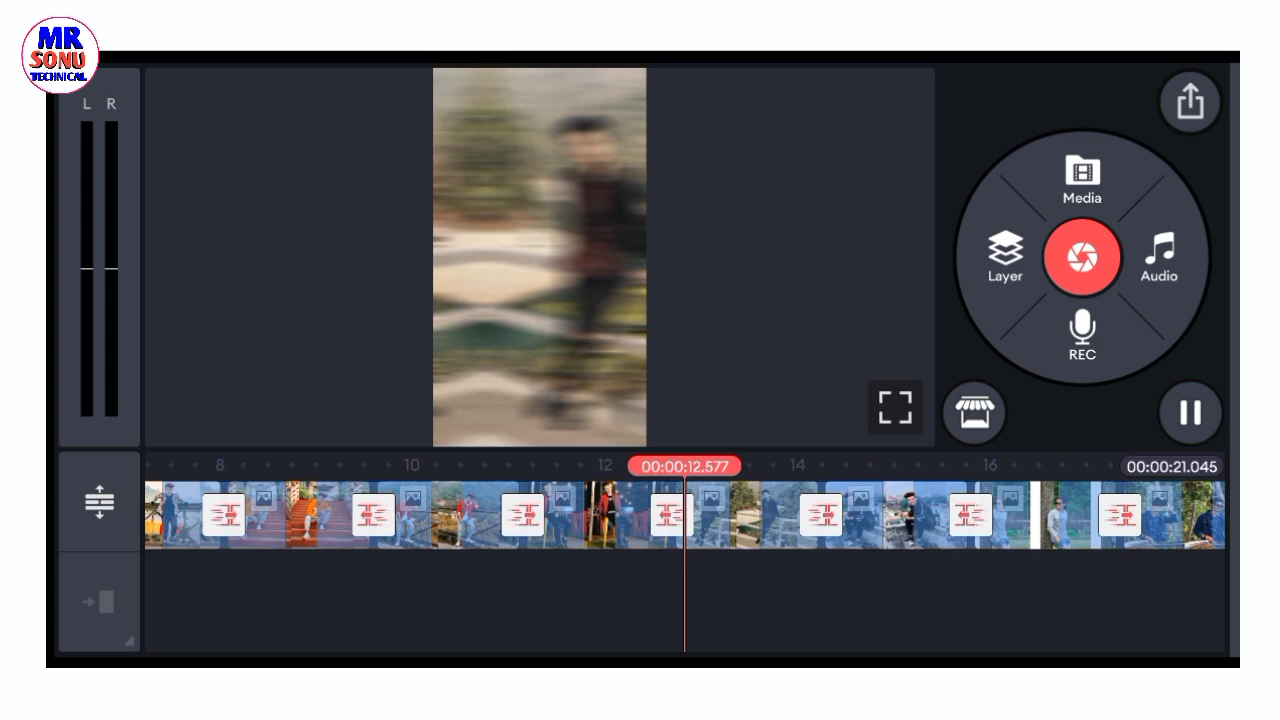 MR
SONU
TECHNICAL
L R
Media
Layer
Audio
REC
8 10 12 00:00:12.577 14 16 00:00:21.045